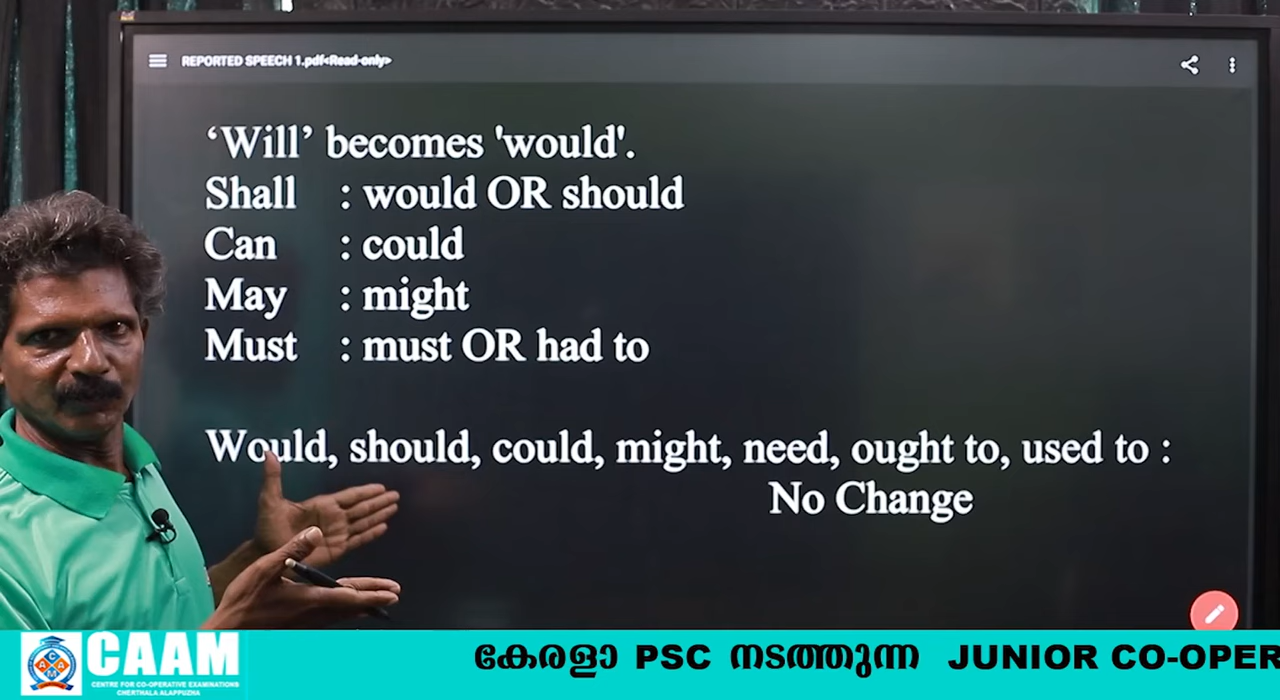 REPORTED SPEECH 1.pdf<Read-only>
‘Will’ becomes 'would'.
Shall : would OR should
Can : could
May : might
Must : must OR had to
Would, should, could, might, need, ought to, used to :
No Change
CAAM
CENTRE FOR CO-OPERATIVE EXAMINATIONS
CHERTHALA ALAPPUZHA
കേരളാ PSC നടത്തുന്ന JUNIOR CO-OPER